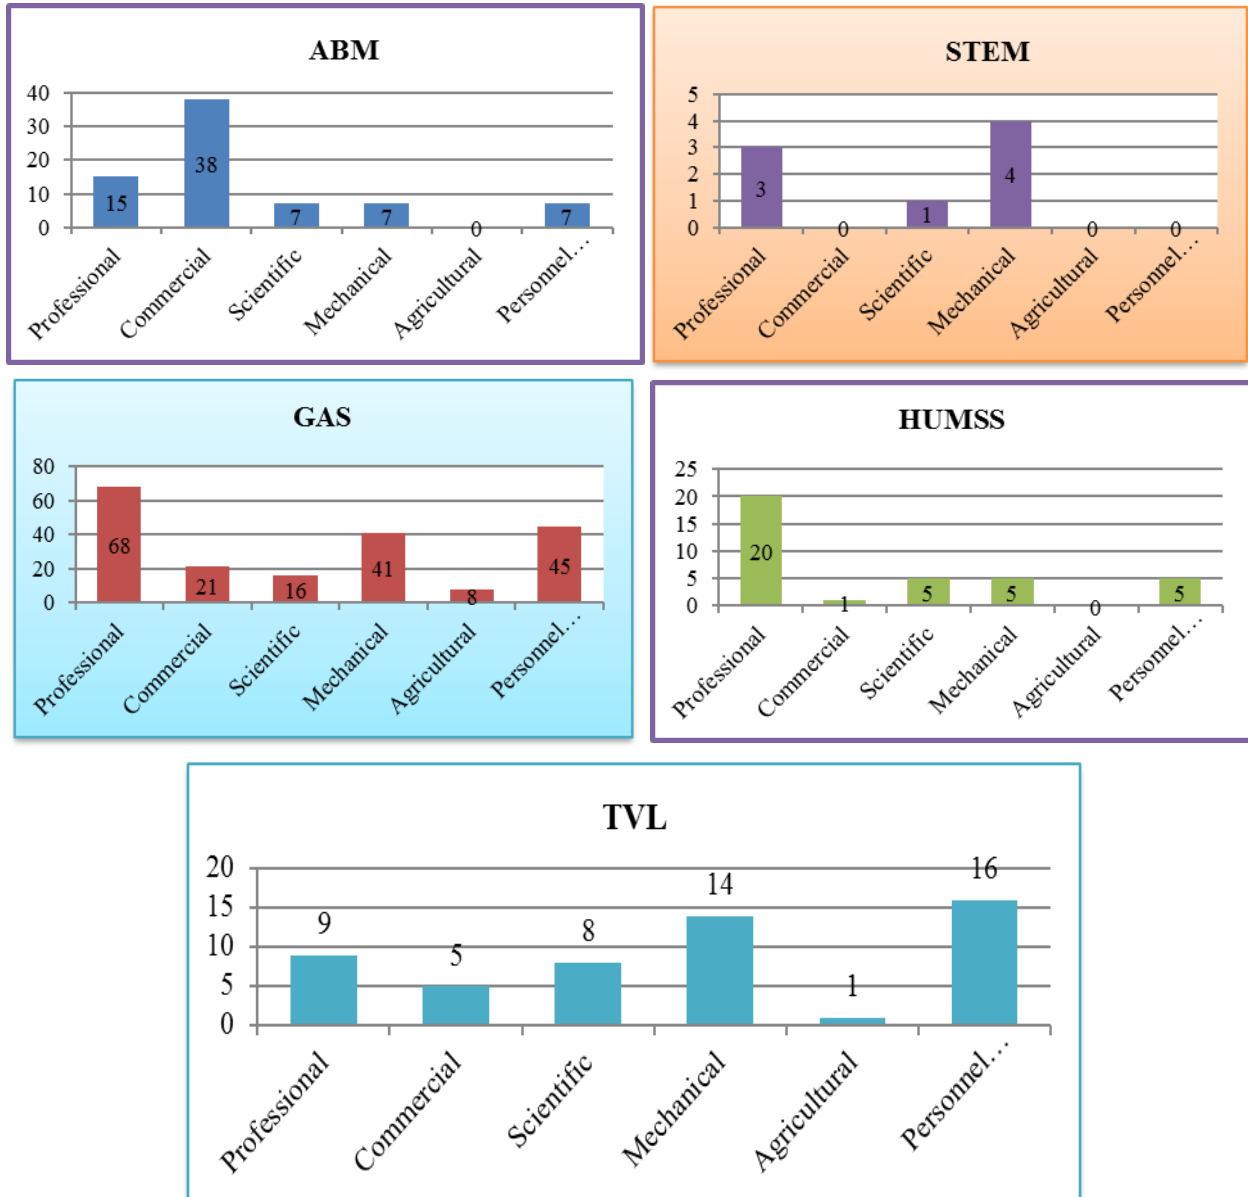 ABM
40
30
20
10
0
15
38
7
7
0
7
Professional
Commercial
Scientific
Mechanical
Agricultural
Personnel…
STEM
5
4
3
2
1
0
3
0
1
4
0
0
Professional
Commercial
Scientific
Mechanical
Agricultural
Personnel…
GAS
80
60
40
20
0
68
21
16
41
8
45
Professional
Commercial
Scientific
Mechanical
Agricultural
Personnel…
HUMSS
25
20
15
10
5
0
20
1
5
5
0
5
Professional
Commercial
Scientific
Mechanical
Agricultural
Personnel…
TVL
20
15
10
5
0
9
5
8
14
1
16
Professional
Commercial
Scientific
Mechanical
Agricultural
Personnel…